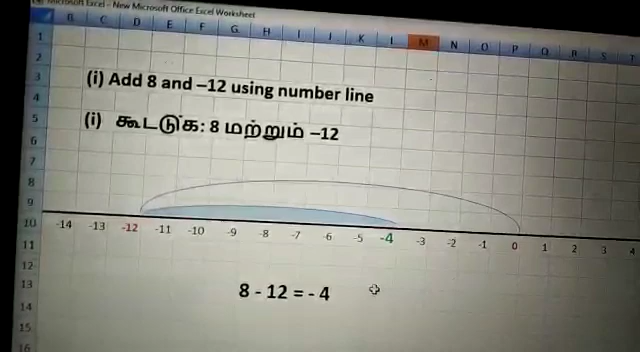 Microsoft Excel - New Microsoft Office Excel Worksheet
B C D E F G H I J K L M N O P Q R S T
1
2
3 (i) Add 8 and –12 using number line
4
5 (i) கூட்டுக: 8 மற்றும் –12
6
7
8
9
10 -14 -13 -12 -11 -10 -9 -8 -7 -6 -5 -4 -3 -2 -1 0 1 2 3 4
11
12
13 8 - 12 = - 4
14
15
16